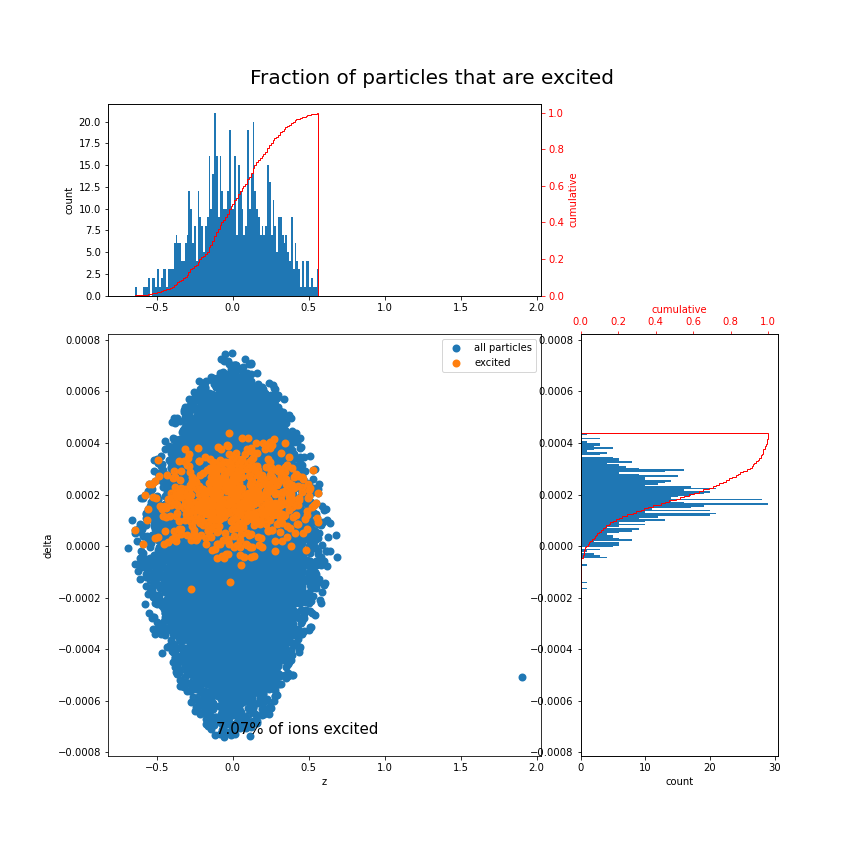 Fraction of particles that are excited
20.0
17.5
15.0
12.5
10.0
7.5
5.0
2.5
0.0
count
−0.5 0.0 0.5 1.0 1.5 2.0
1.0
0.8
0.6
0.4
0.2
0.0
cumulative
cumulative
0.0 0.2 0.4 0.6 0.8 1.0
0.0008
0.0006
0.0004
0.0002
0.0000
−0.0002
−0.0004
−0.0006
−0.0008
delta
all particles
excited
7.07% of ions excited
−0.5 0.0 0.5 1.0 1.5 2.0
z
0.0008
0.0006
0.0004
0.0002
0.0000
−0.0002
−0.0004
−0.0006
−0.0008
0 10 20 30
count